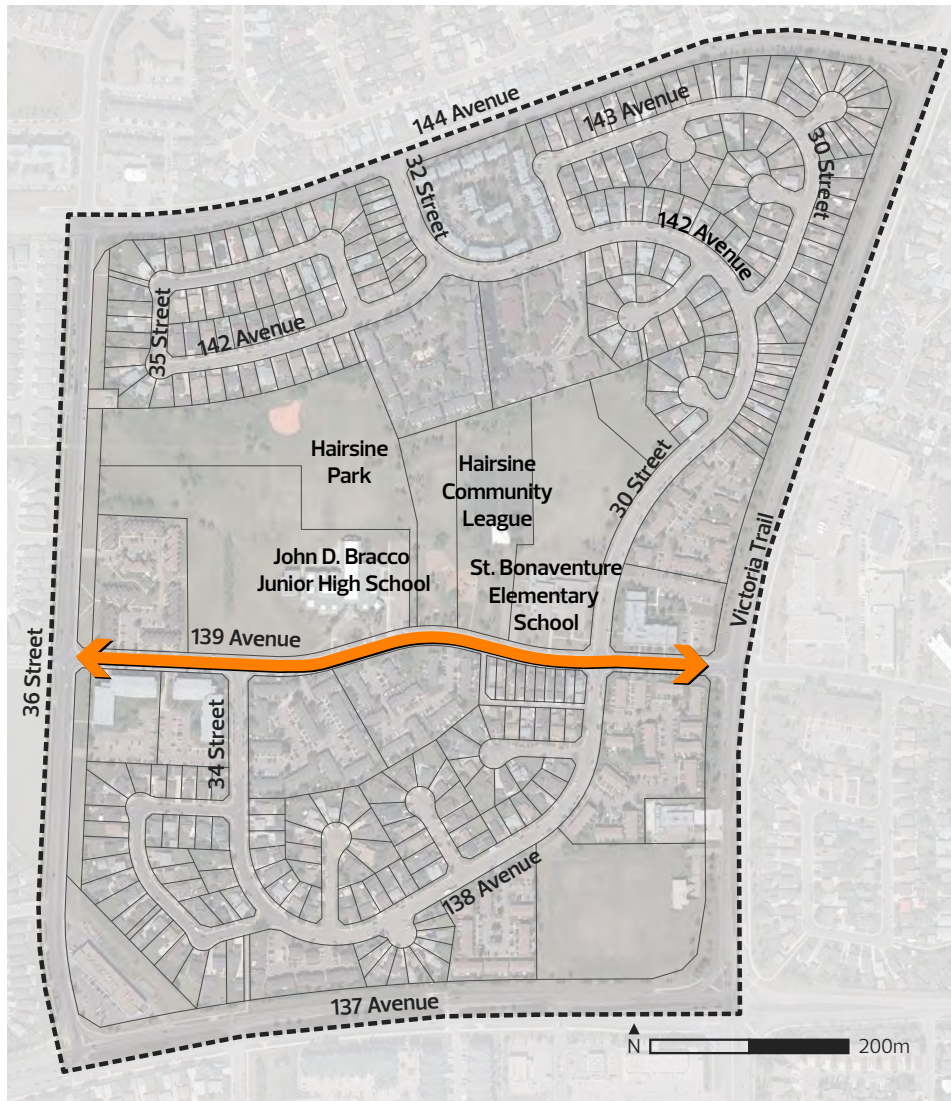 144 Avenue
143 Avenue
32 Street
30 Street
142 Avenue
35 Street
142 Avenue
Hairsine
Park
Hairsine
Community
League
30 Street
John D. Bracco
Junior High School
St. Bonaventure
Elementary
School
Victoria Trail
139 Avenue
36 Street
34 Street
138 Avenue
137 Avenue
N
200m